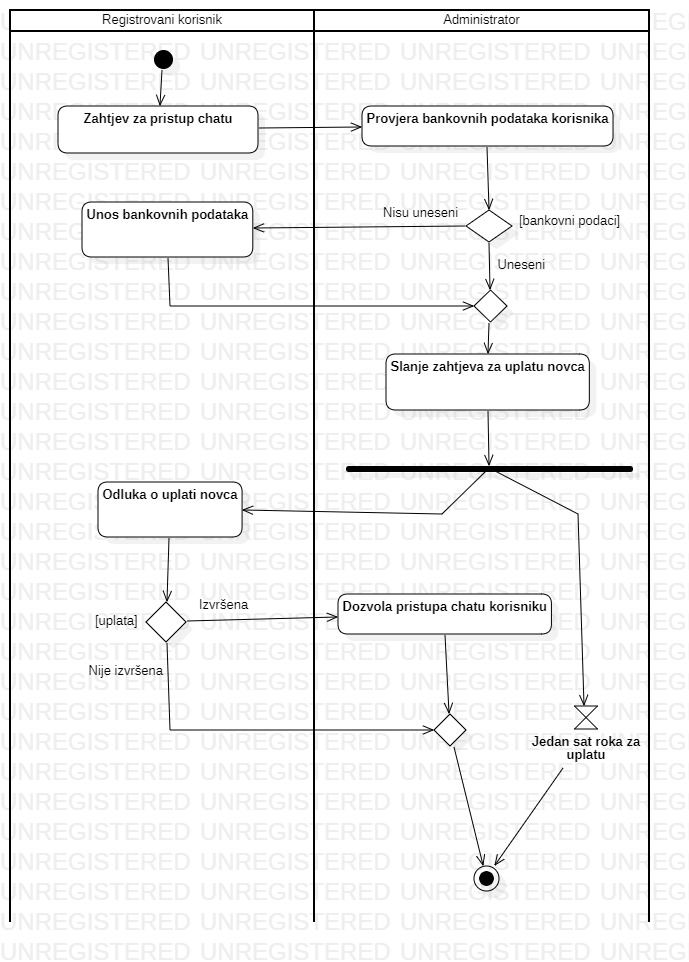 Registrovani korisnik
Administrator
Zahtjev za pristup chatu
Provjera bankovnih podataka korisnika
Unos bankovnih podataka
Nisu uneseni
[bankovni podaci]
Uneseni
Slanje zahtjeva za uplatu novca
Odluka o uplati novca
Izvršena
[uplata]
Dozvola pristupa chatu korisniku
Nije izvršena
Jedan sat roka za
uplatu
UNREGISTERED